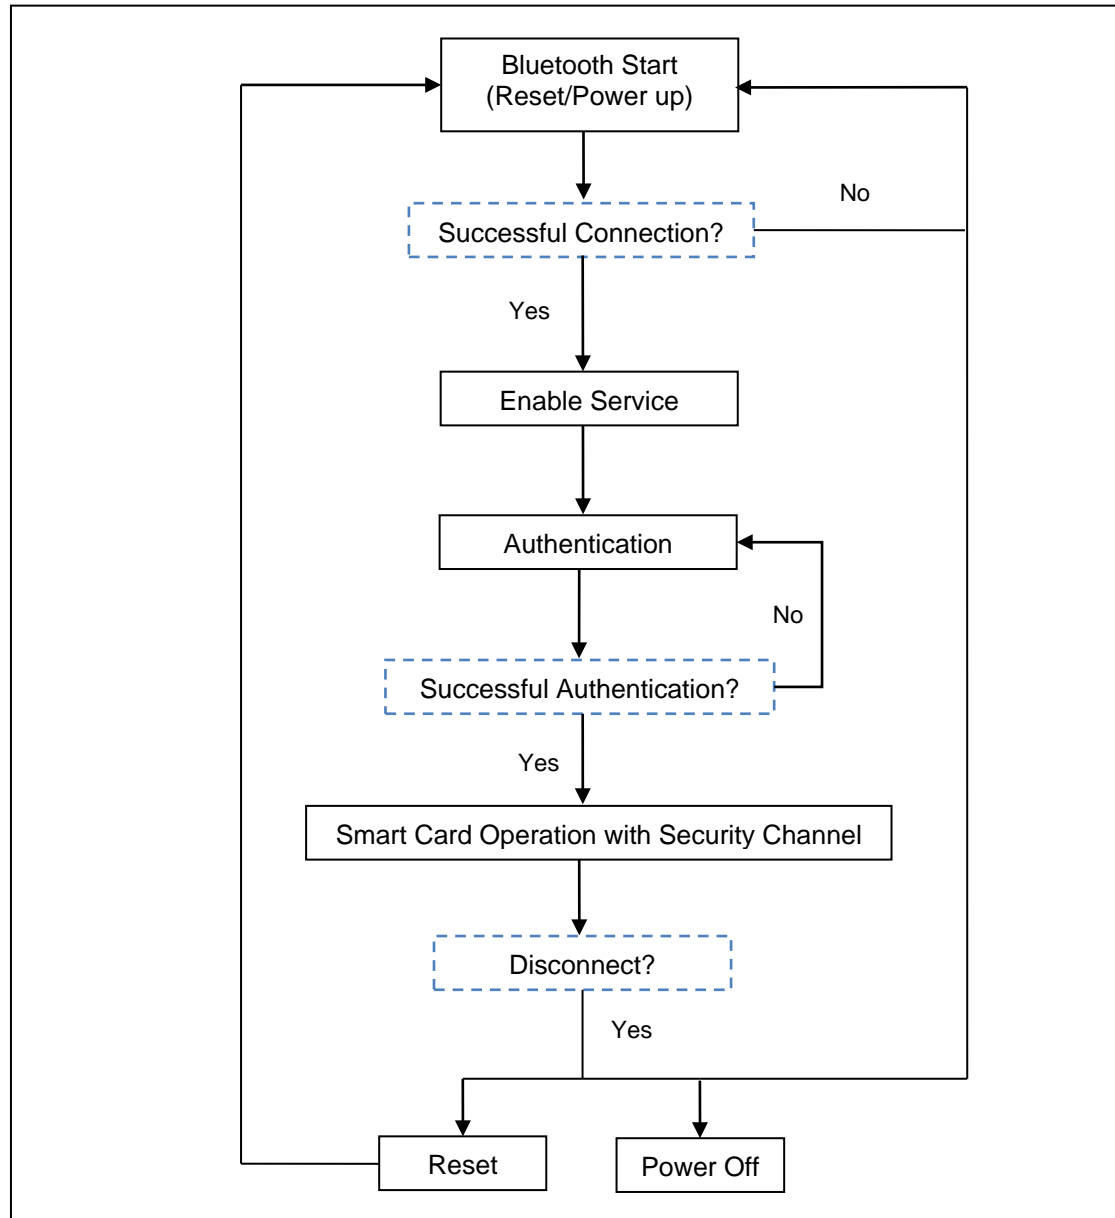 Bluetooth Start
(Reset/Power up)
No
Successful Connection?
Yes
Enable Service
Authentication
No
Successful Authentication?
Yes
Smart Card Operation with Security Channel
Disconnect?
Yes
Reset
Power Off